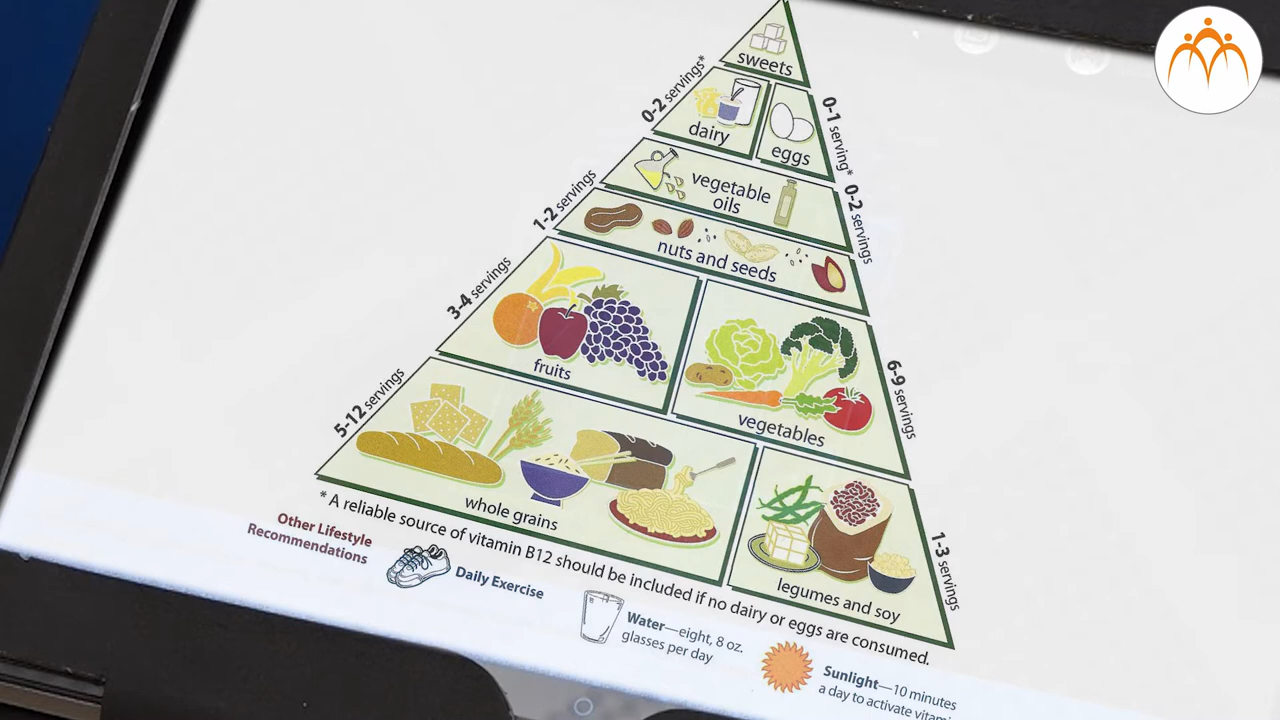 sweets
0-2 servings*
dairy
eggs
0-1 serving*
vegetable
oils
0-2 servings
1-2 servings
nuts and seeds
3-4 servings
fruits
vegetables
6-9 servings
5-12 servings
whole grains
legumes and soy
1-3 servings
* A reliable source of vitamin B12 should be included if no dairy or eggs are consumed.
Other Lifestyle
Recommendations
Daily Exercise
Water—eight, 8 oz.
glasses per day
Sunlight—10 minutes
a day to activate